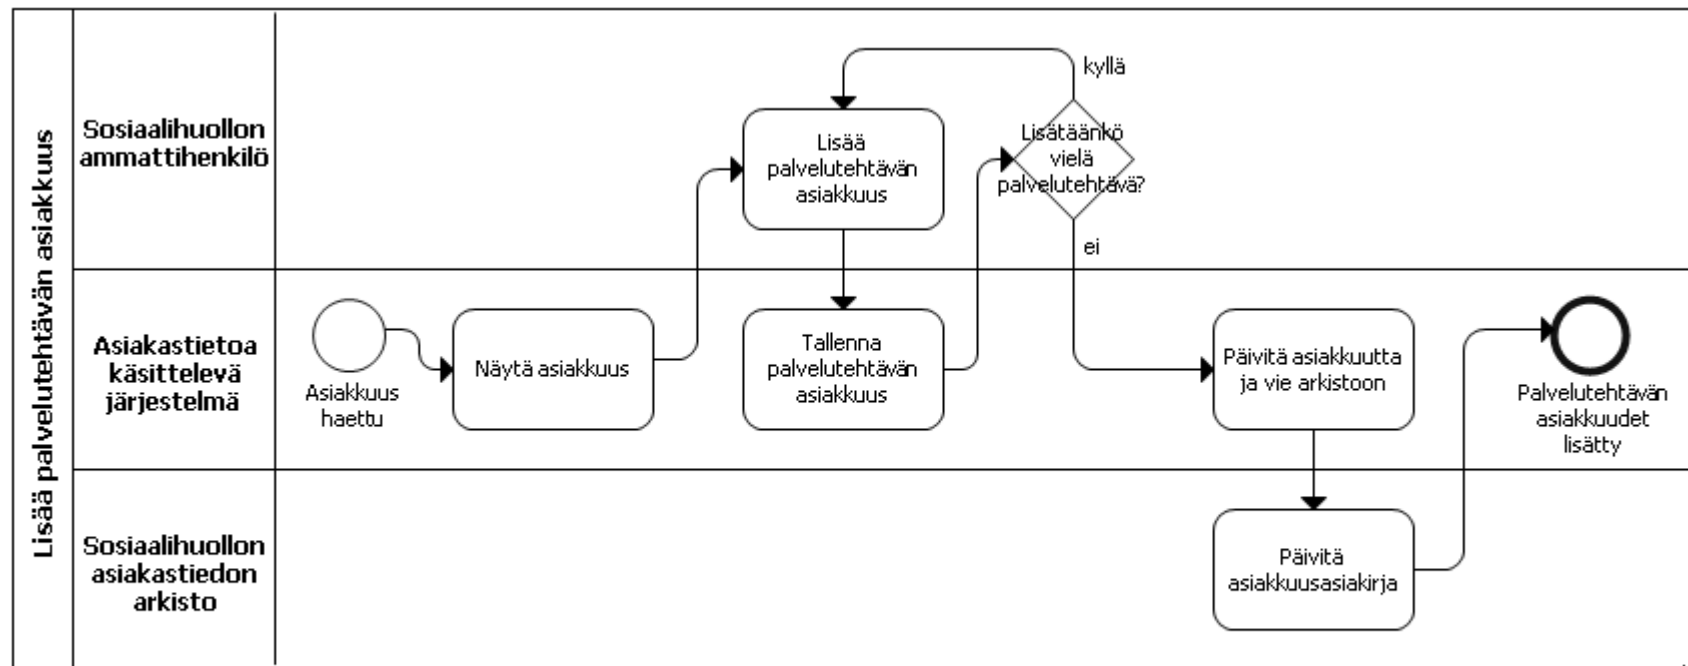 Lisää palvelutehtävän asiakkuus
Sosiaalihuollon
ammattihenkilö
kyllä
Lisää
palvelutehtävän
asiakkuus
Lisätäänkö
vielä
palvelutehtävä?
ei
Asiakastietoa
käsittelevä
järjestelmä
Asiakkuus
haettu
Näytä asiakkuus
Tallenna
palvelutehtävän
asiakkuus
Päivitä asiakkuutta
ja vie arkistoon
Palvelutehtävän
asiakkuudet
lisätty
Sosiaalihuollon
asiakastiedon
arkisto
Päivitä
asiakkuusasiakirja